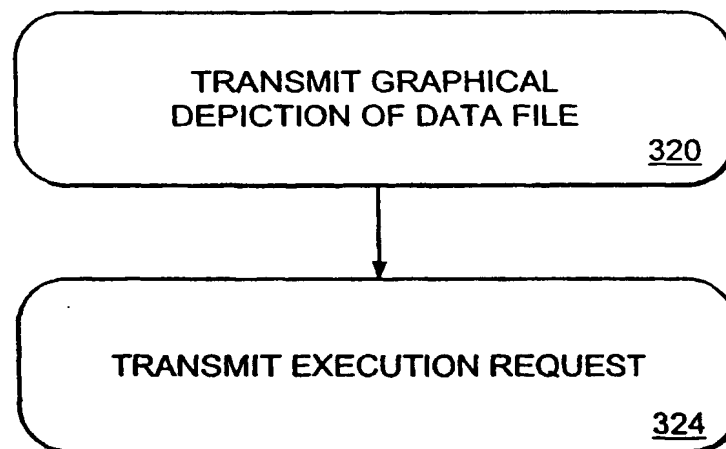 TRANSMIT GRAPHICAL
DEPICTION OF DATA FILE
320
TRANSMIT EXECUTION REQUEST
324